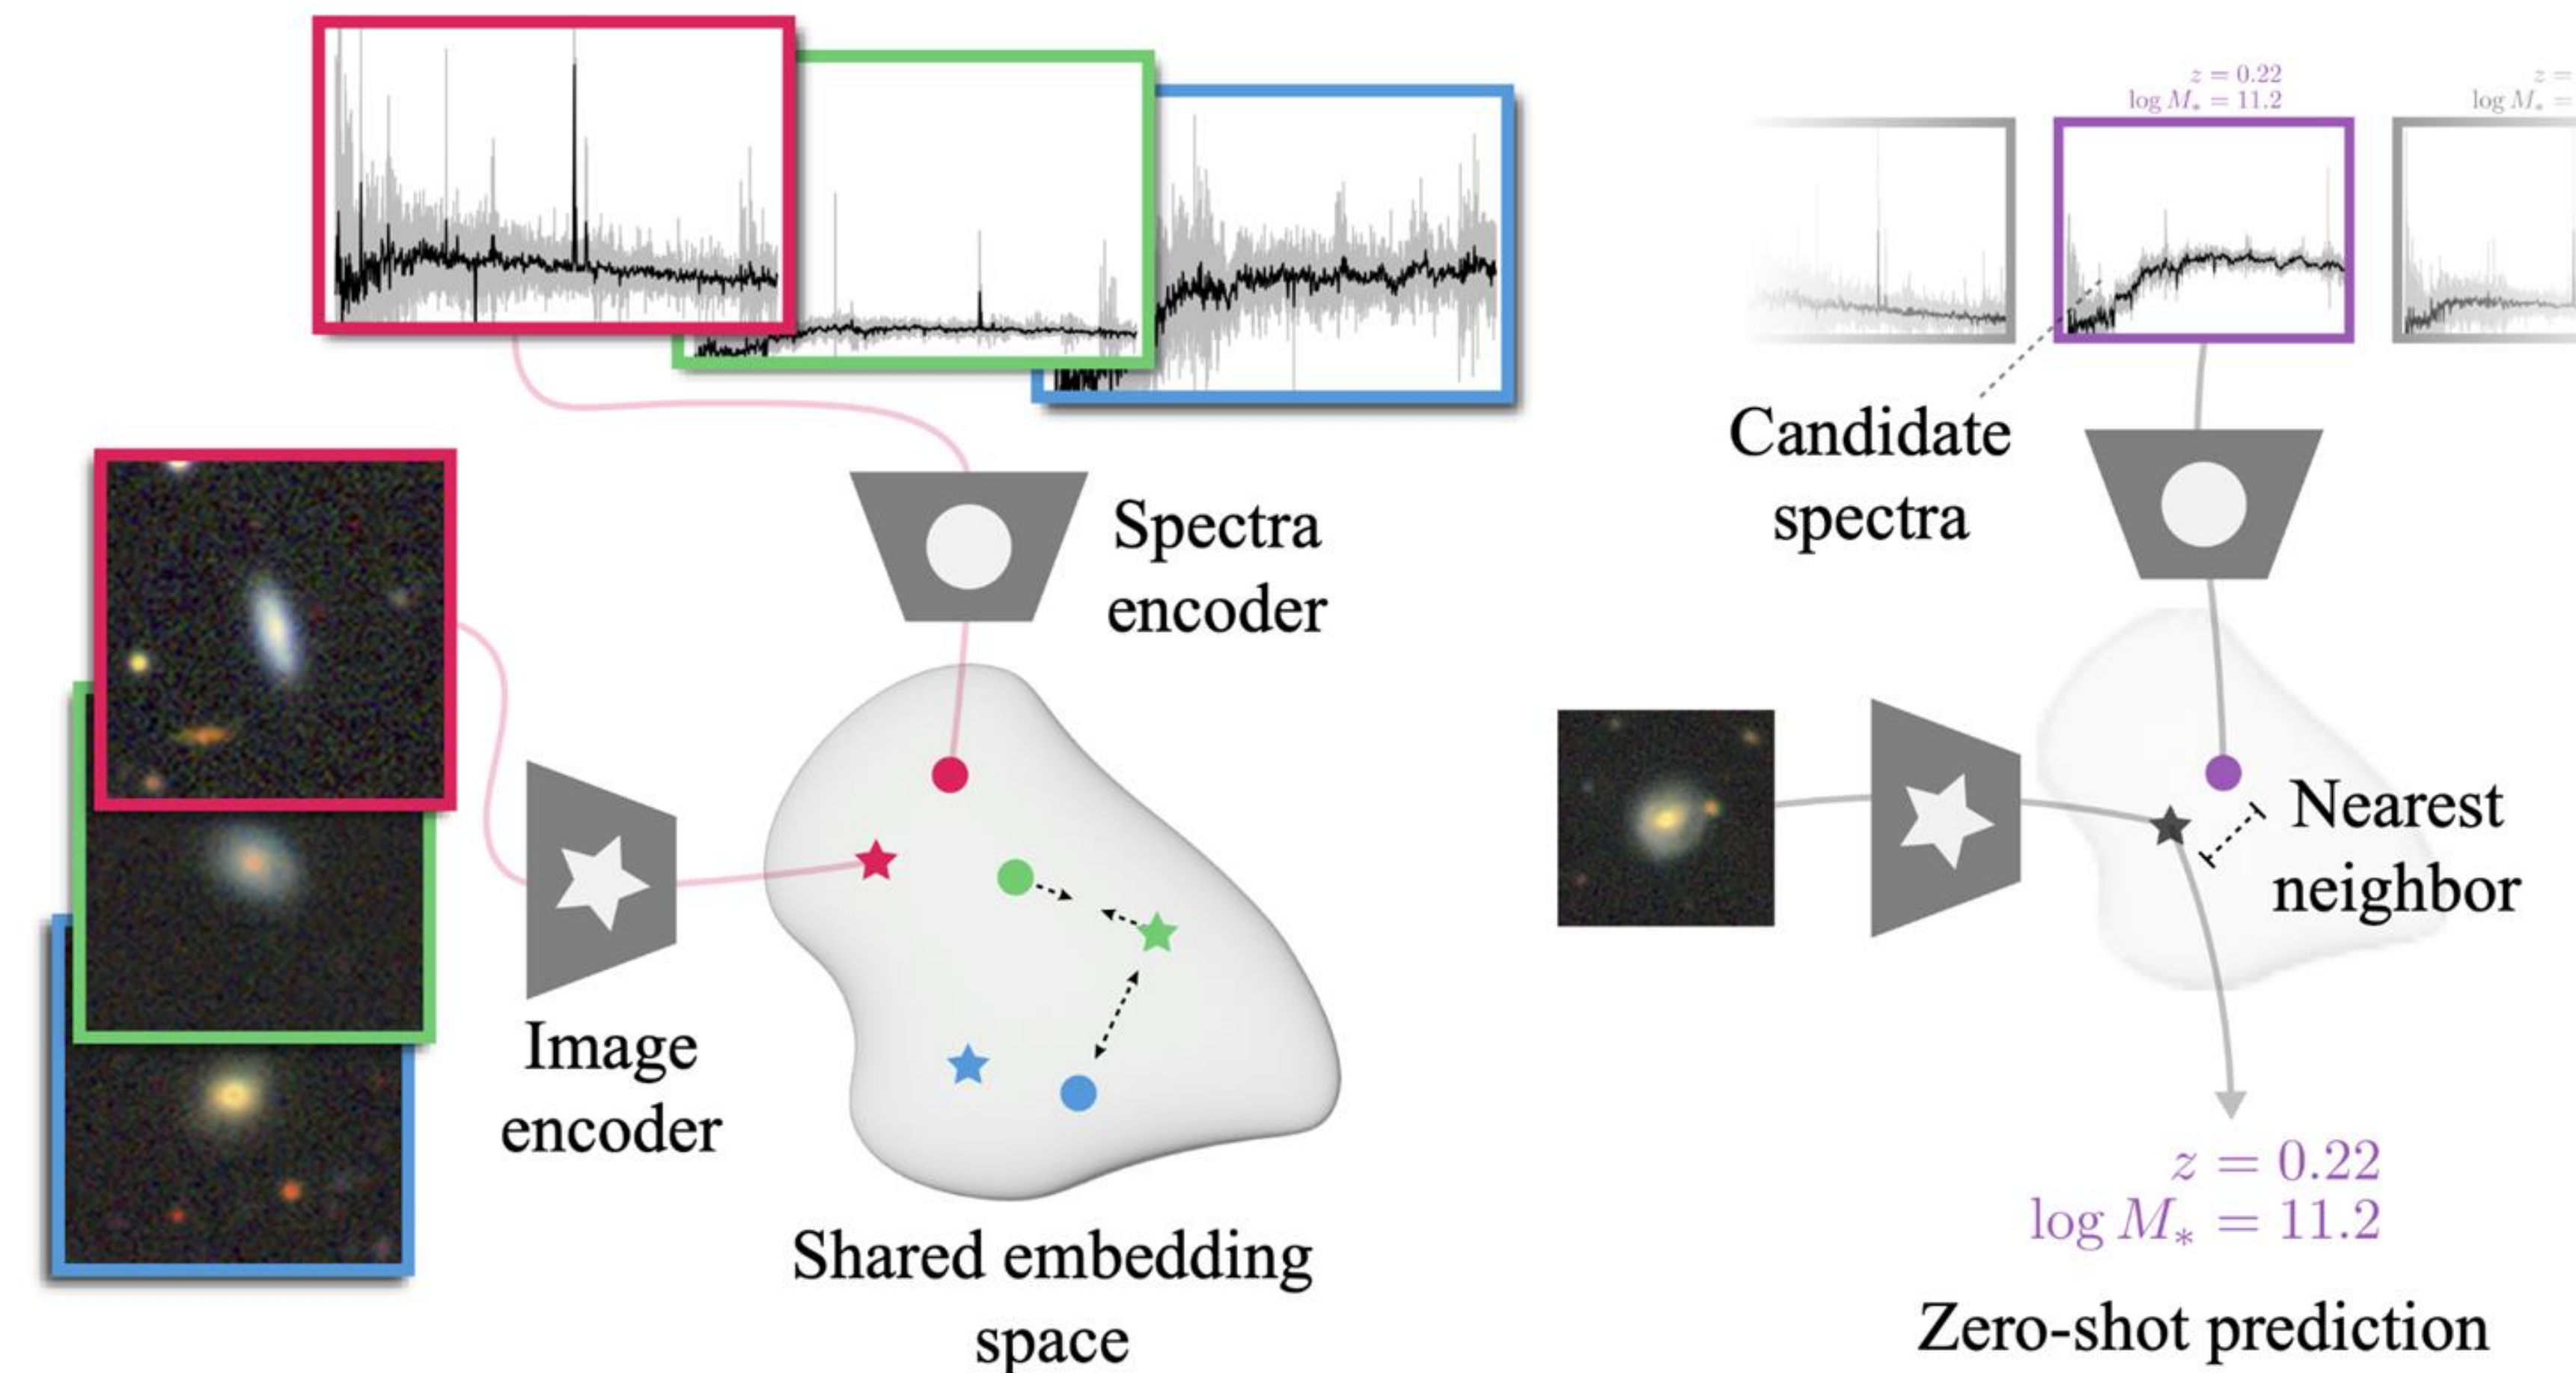 z = 0.22
log M* = 11.2
z =
log M* =
Candidate
spectra
Spectra
encoder
Nearest
neighbor
Image
encoder
z = 0.22
log M* = 11.2
Shared embedding
space
Zero-shot prediction